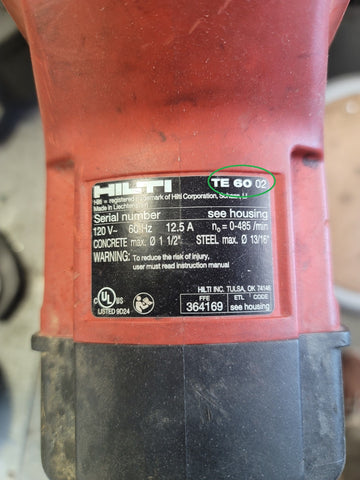 HILTI TE 60 02
Hilti = registered trademark of Hilti Corporation, Schaan, LI
Made in Liechtenstein
Serial number see housing
120 V~ 60 Hz 12.5 A n₀ = 0-485 /min
CONCRETE max. Ø 1 1/2" STEEL max. Ø 13/16"
WARNING: To reduce the risk of injury,
user must read instruction manual
HILTI INC. TULSA, OK 74146
C UL US
LISTED 9D24
FFE ETL CODE
364169 see housing